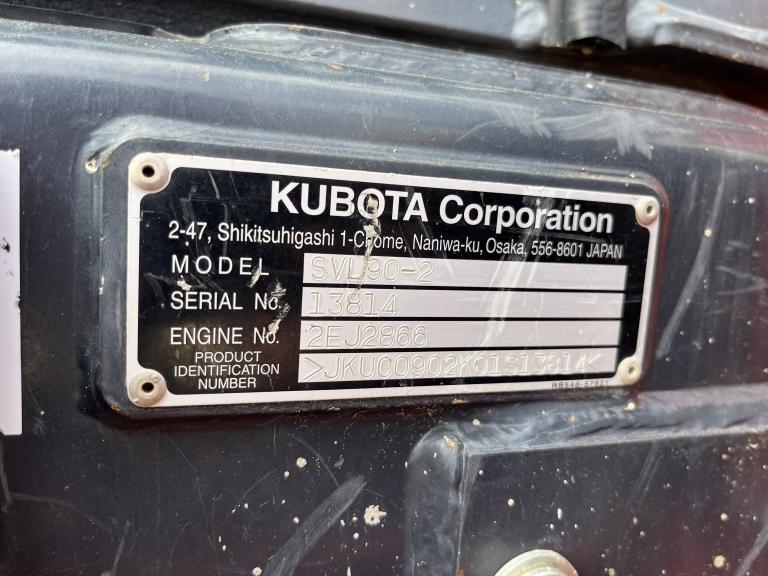 KUBOTA Corporation
2-47, Shikitsuhigashi 1-Chome, Naniwa-ku, Osaka, 556-8601 JAPAN
MODEL SVL90-2
SERIAL No. 13814
ENGINE No. 2EJ2866
PRODUCT IDENTIFICATION NUMBER >JKUC0902K01S13814<